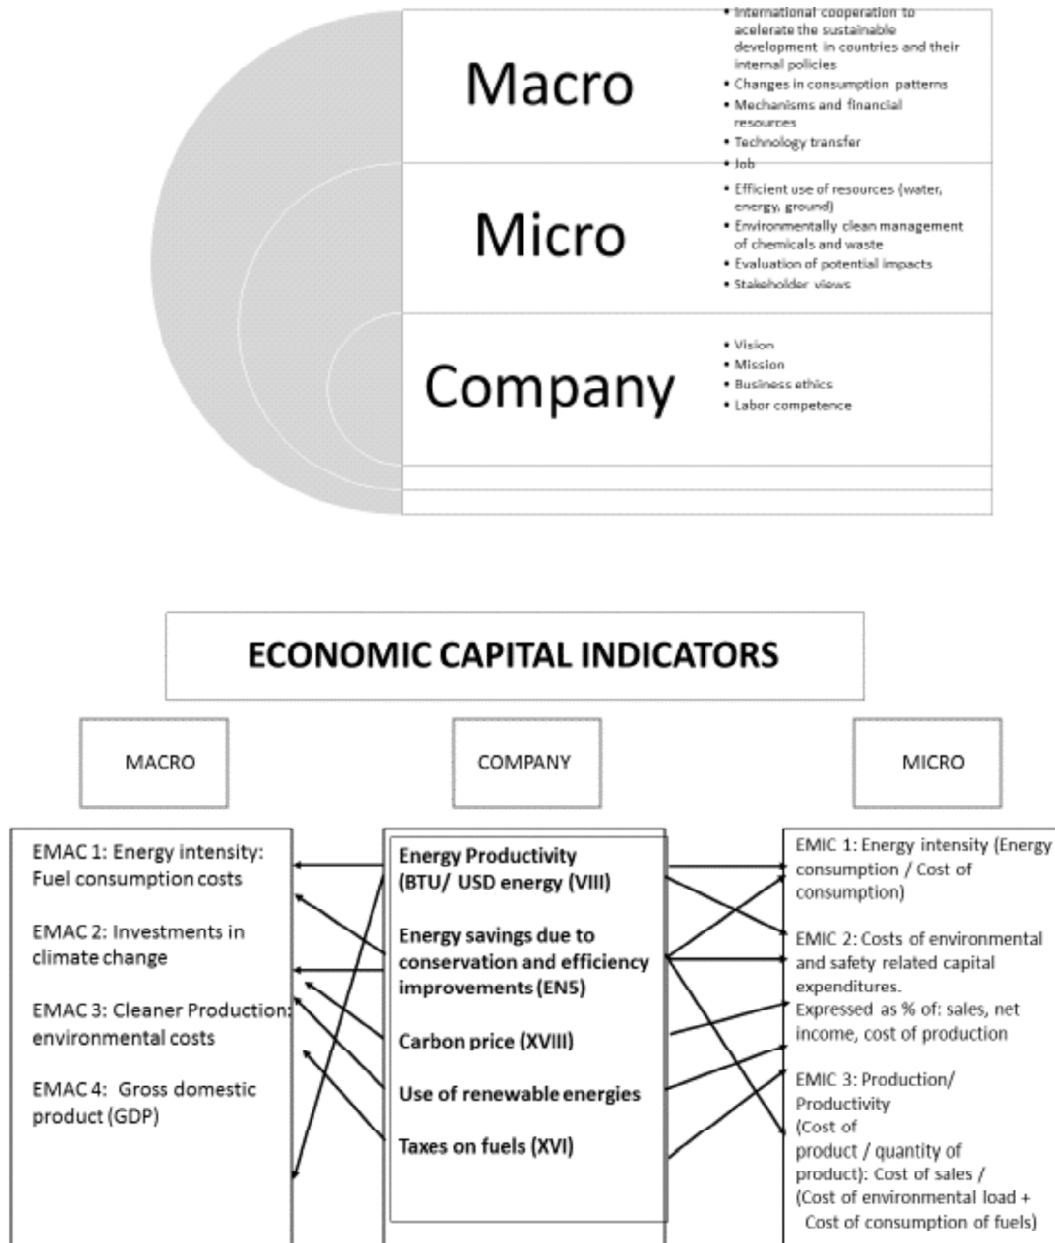 Macro
• International cooperation to
acelerate the sustainable
development in countries and their
internal policies
• Changes in consumption patterns
• Mechanisms and financial
resources
• Technology transfer
• Job
Micro
• Efficient use of resources (water,
energy, ground)
• Environmentally clean management
of chemicals and waste
• Evaluation of potential impacts
• Stakeholder views
Company
• Vision
• Mission
• Business ethics
• Labor competence
ECONOMIC CAPITAL INDICATORS
MACRO
COMPANY
MICRO
EMAC 1: Energy intensity:
Fuel consumption costs
EMAC 2: Investments in
climate change
EMAC 3: Cleaner Production:
environmental costs
EMAC 4: Gross domestic
product (GDP)
Energy Productivity
(BTU/ USD energy (VIII)
Energy savings due to
conservation and efficiency
improvements (EN5)
Carbon price (XVIII)
Use of renewable energies
Taxes on fuels (XVI)
EMIC 1: Energy intensity (Energy
consumption / Cost of
consumption)
EMIC 2: Costs of environmental
and safety related capital
expenditures.
Expressed as % of: sales, net
income, cost of production
EMIC 3: Production/
Productivity
(Cost of
product / quantity of
product): Cost of sales /
(Cost of environmental load +
Cost of consumption of fuels)